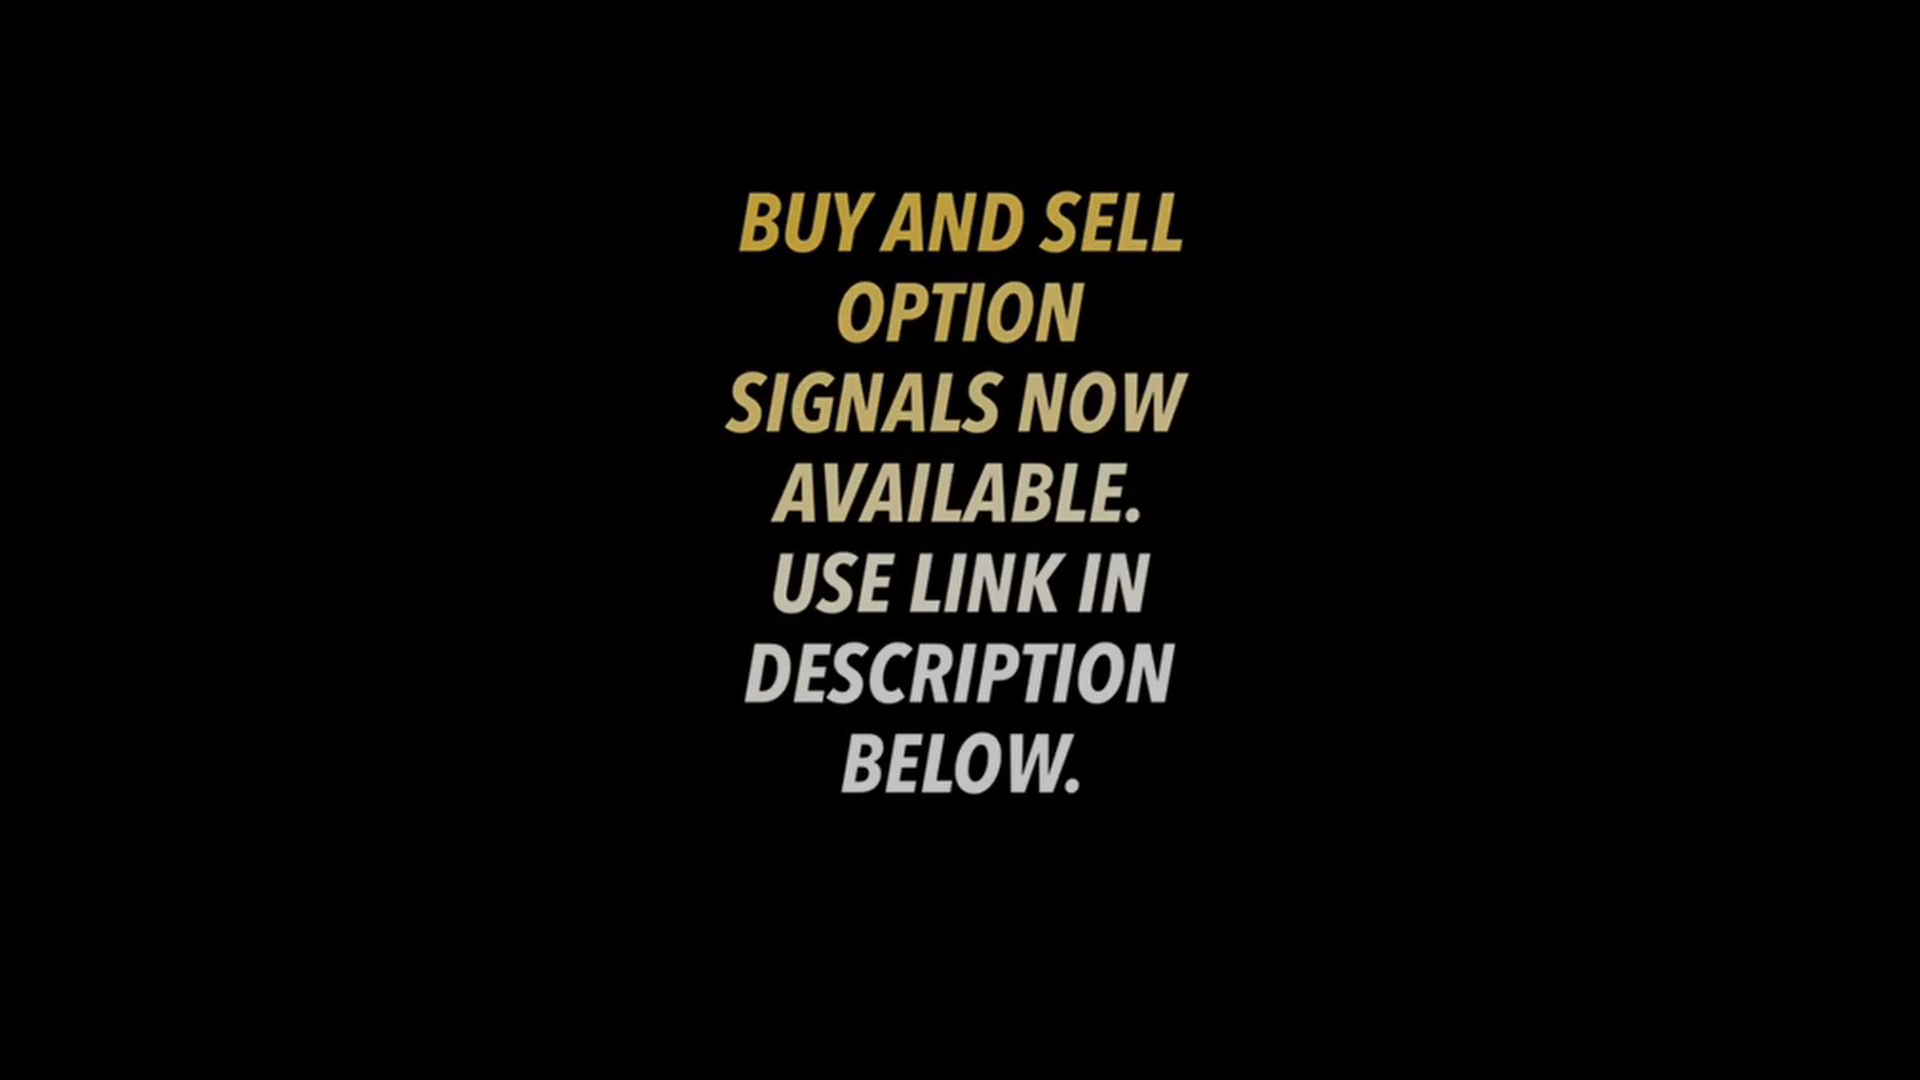 BUY AND SELL
OPTION
SIGNALS NOW
AVAILABLE.
USE LINK IN
DESCRIPTION
BELOW.